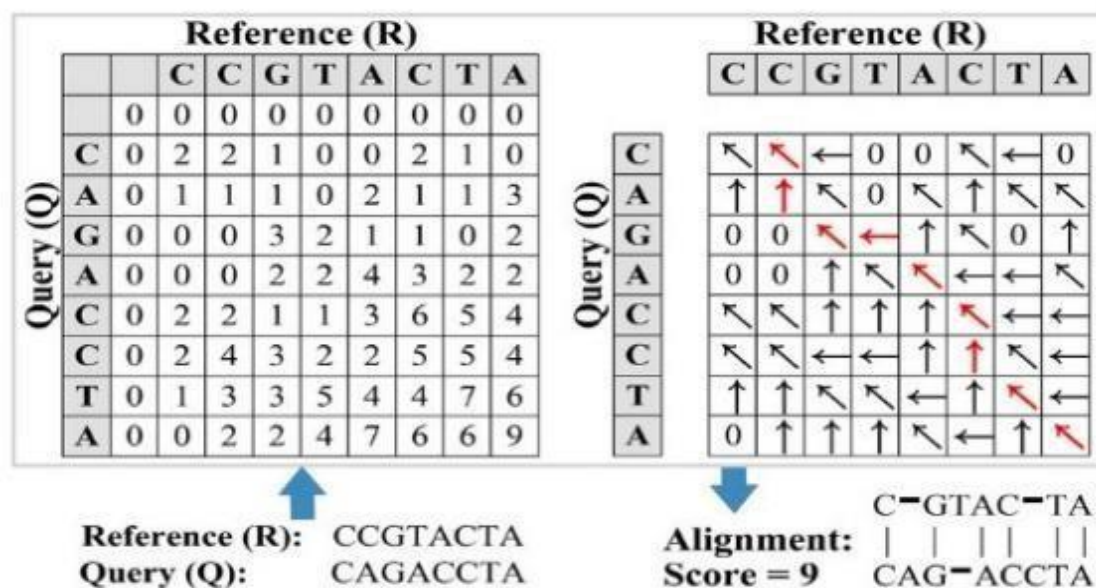 Reference (R)
C C G T A C T A
0 0 0 0 0 0 0 0 0
C 0 2 2 1 0 0 2 1 0
A 0 1 1 1 0 2 1 1 3
G 0 0 0 3 2 1 1 0 2
A 0 0 0 2 2 4 3 2 2
C 0 2 2 1 1 3 6 5 4
C 0 2 4 3 2 2 5 5 4
T 0 1 3 3 5 4 4 7 6
A 0 0 2 2 4 7 6 6 9
Query (Q)
Reference (R)
C C G T A C T A
C ↖ ↖ ← 0 0 ↖ ← 0
A ↑ ↑ ↖ 0 ↖ ↑ ↖ ↖
G 0 0 ↖ ← ↑ ↖ 0 ↑
A 0 0 ↑ ↖ ↖ ← ← ↖
C ↖ ↖ ↑ ↑ ↑ ↖ ← ←
C ↖ ↖ ← ← ↑ ↑ ↖ ←
T ↑ ↑ ↖ ↖ ← ↑ ↖ ←
A 0 ↑ ↑ ↑ ↖ ← ↑ ↖
Query (Q)
Reference (R): CCGTACTA
Query (Q): CAGACCTA
C-GTAC-TA
Alignment: | | | | | |
Score = 9 CAG-ACCTA